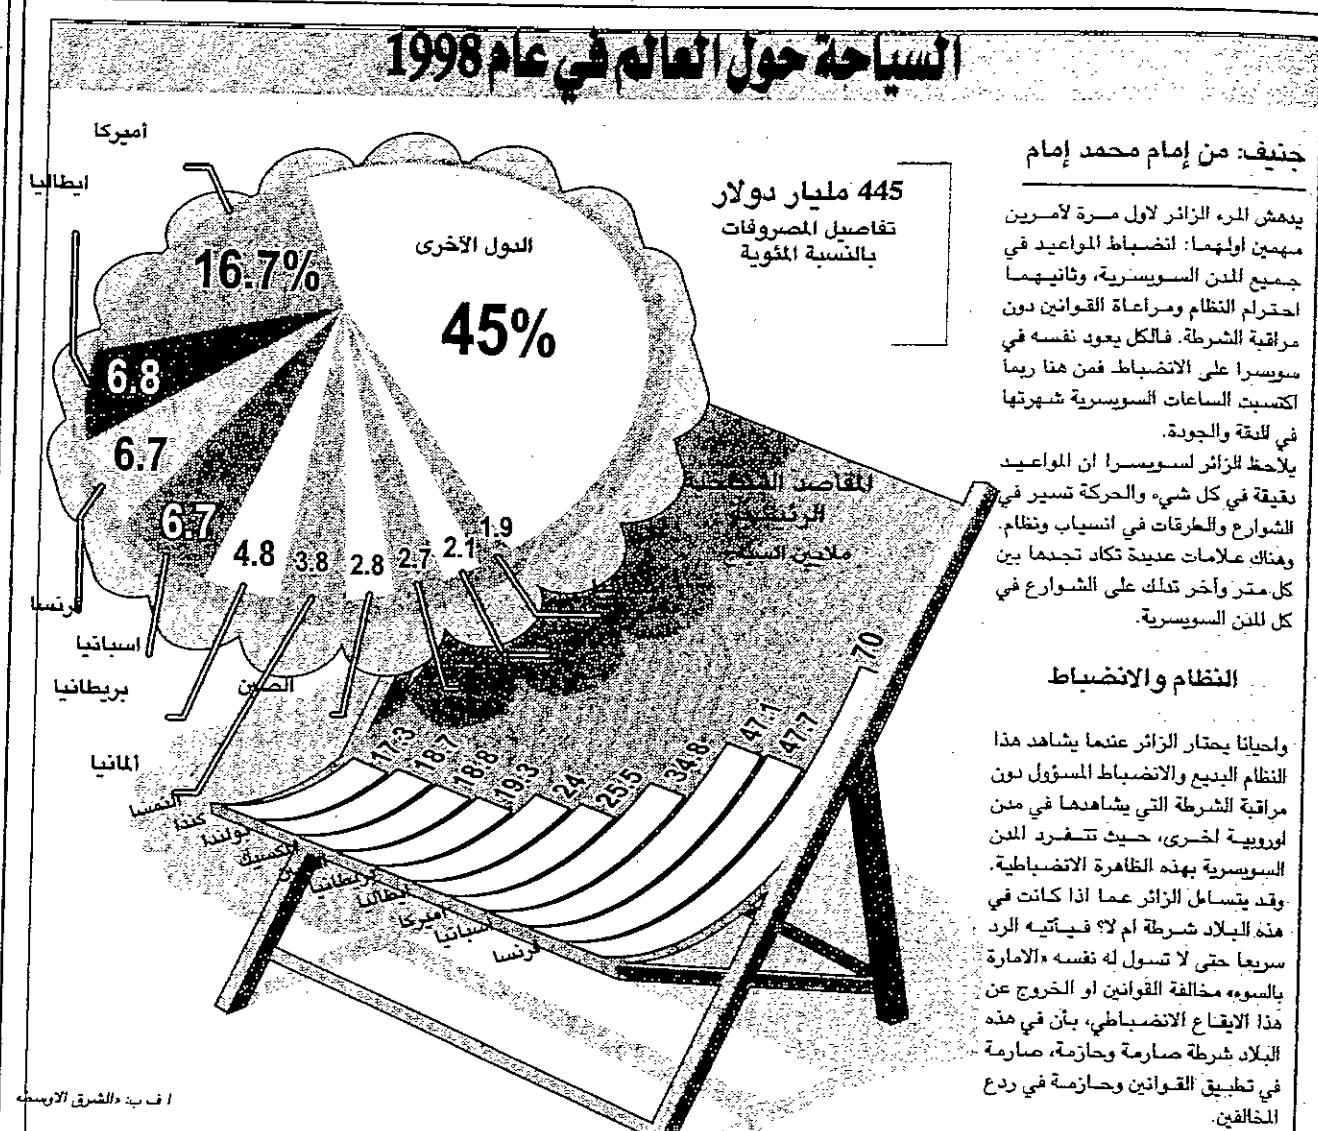 السياحة حول العالم في عام 1998
جنيف: من إمام محمد إمام
يدهش المرء الزائر لاول مرة لأمرين
مهمين اولهما: انضباط المواعيد في
جميع المدن السويسرية، وثانيهما
احترام النظام ومراعاة القوانين دون
مراقبة الشرطة. فالكل يعود نفسه في
سويسرا على الانضباط. فمن هنا ربما
اكتسبت الساعات السويسرية شهرتها
في الدقة والجودة.
يلاحظ الزائر لسويسرا ان المواعيد
دقيقة في كل شيء والحركة تسير في
الشوارع والطرقات في انسياب ونظام.
وهناك علامات عديدة تكاد تجدها بين
كل متر وآخر تدلك على الشوارع في
كل المدن السويسرية.
النظام والانضباط
واحيانا يحتار الزائر عندما يشاهد هذا
النظام البديع والانضباط المسؤول دون
مراقبة الشرطة التي يشاهدها في مدن
اوروبية اخرى، حيث تتفرد المدن
السويسرية بهذه الظاهرة الانضباطية.
وقد يتساءل الزائر عما اذا كانت في
هذه البلاد شرطة أم لا؟ فيأتيه الرد
سريعا حتى لا تسول له نفسه «الامارة
بالسوء» مخالفة القوانين او الخروج عن
هذا الايقاع الانضباطي، بأن في هذه
البلاد شرطة صارمة وحازمة، صارمة
في تطبيق القوانين وحازمة في ردع
المخالفين.
445 مليار دولار
تفاصيل المصروفات
بالنسبة المئوية
الدول الأخرى
45%
أميركا
16.7%
ايطاليا
6.8
فرنسا
6.7
اسبانيا
6.7
بريطانيا
4.8
ألمانيا
3.8
الصين
2.8
2.7
2.1
1.9
المقاصد
الرئيسية
ملايين السياح
70
47.7
47.1
34.8
25.5
24
19.3
18.8
18.7
17.3
النمسا
كندا
بولندا
المكسيك
بريطانيا
ايطاليا
أميركا
اسبانيا
فرنسا
ا ف ب: «الشرق الاوسط»